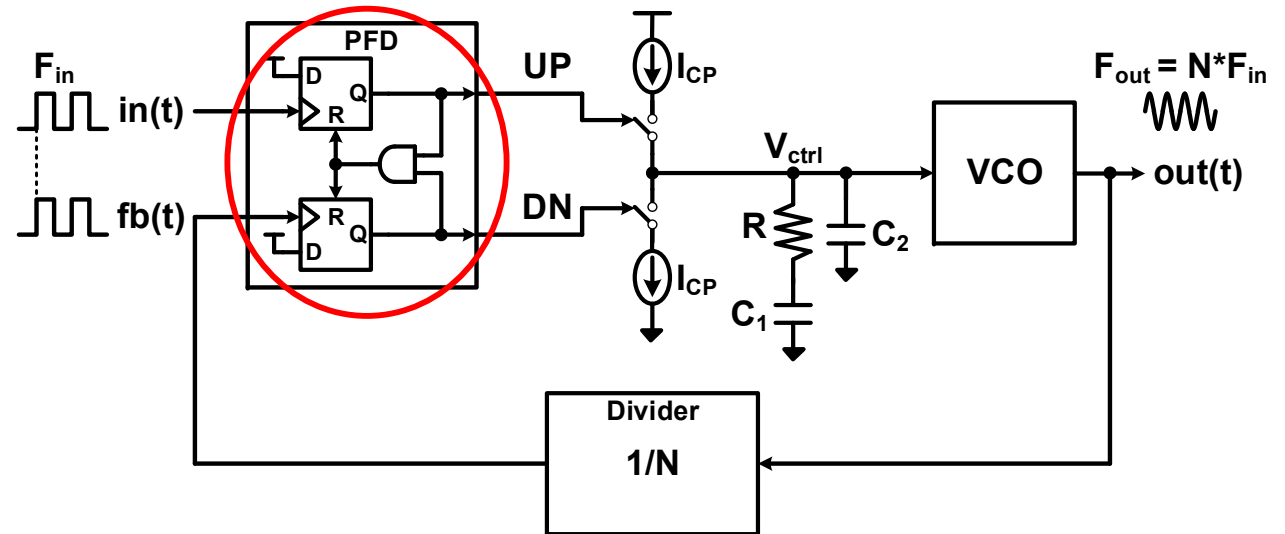 PFD
F_in
in(t)
fb(t)
D
Q
R
R
Q
D
UP
DN
I_CP
I_CP
V_ctrl
R
C_1
C_2
VCO
F_out = N*F_in
out(t)
Divider
1/N